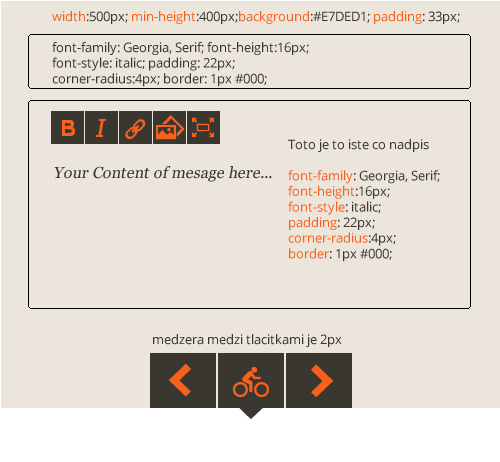 width:500px; min-height:400px;background:#E7DED1; padding: 33px;
font-family: Georgia, Serif; font-height:16px;
font-style: italic; padding: 22px;
corner-radius:4px; border: 1px #000;
B I
Toto je to iste co nadpis
Your Content of mesage here...
font-family: Georgia, Serif;
font-height:16px;
font-style: italic;
padding: 22px;
corner-radius:4px;
border: 1px #000;
medzera medzi tlacitkami je 2px